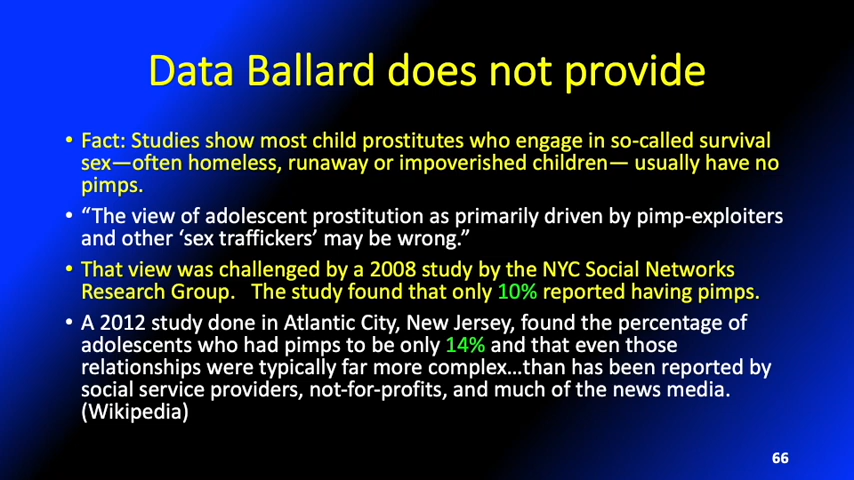 Data Ballard does not provide
• Fact: Studies show most child prostitutes who engage in so-called survival
sex—often homeless, runaway or impoverished children— usually have no
pimps.
• “The view of adolescent prostitution as primarily driven by pimp-exploiters
and other ‘sex traffickers’ may be wrong.”
• That view was challenged by a 2008 study by the NYC Social Networks
Research Group. The study found that only 10% reported having pimps.
• A 2012 study done in Atlantic City, New Jersey, found the percentage of
adolescents who had pimps to be only 14% and that even those
relationships were typically far more complex…than has been reported by
social service providers, not-for-profits, and much of the news media.
(Wikipedia)
66